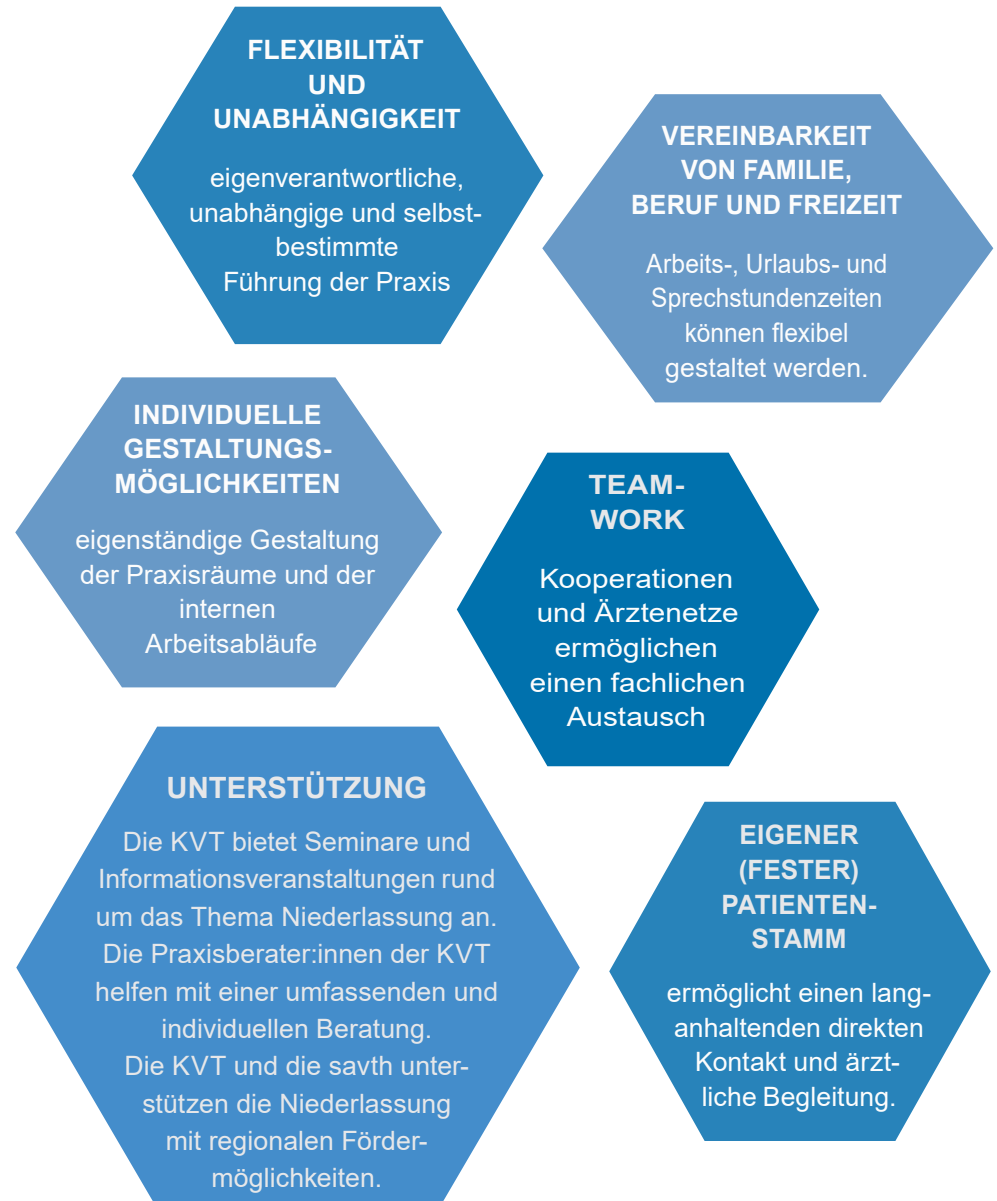 FLEXIBILITÄT
UND
UNABHÄNGIGKEIT
eigenverantwortliche,
unabhängige und selbst-
bestimmte
Führung der Praxis
VEREINBARKEIT
VON FAMILIE,
BERUF UND FREIZEIT
Arbeits-, Urlaubs- und
Sprechstundenzeiten
können flexibel
gestaltet werden.
INDIVIDUELLE
GESTALTUNGS-
MÖGLICHKEITEN
eigenständige Gestaltung
der Praxisräume und der
internen
Arbeitsabläufe
TEAM-
WORK
Kooperationen
und Ärztenetze
ermöglichen
einen fachlichen
Austausch
UNTERSTÜTZUNG
Die KVT bietet Seminare und
Informationsveranstaltungen rund
um das Thema Niederlassung an.
Die Praxisberater:innen der KVT
helfen mit einer umfassenden und
individuellen Beratung.
Die KVT und die savth unter-
stützen die Niederlassung
mit regionalen Förder-
möglichkeiten.
EIGENER
(FESTER)
PATIENTEN-
STAMM
ermöglicht einen lang-
anhaltenden direkten
Kontakt und ärzt-
liche Begleitung.